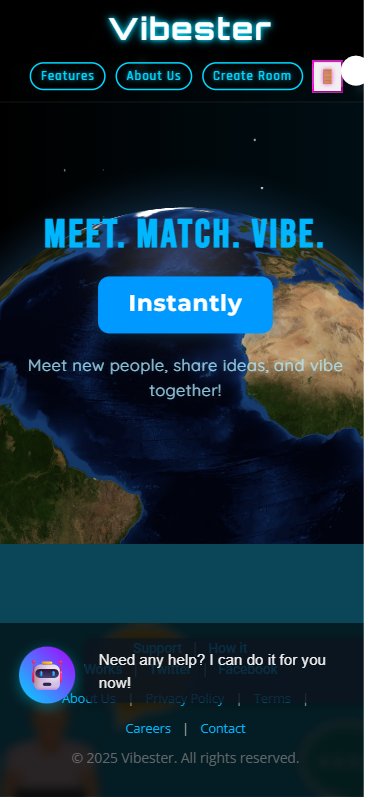 Vibester
Features
About Us
Create Room
MEET. MATCH. VIBE.
Instantly
Meet new people, share ideas, and vibe
together!
Support | How it
Works | Twitter | Facebook
Need any help? I can do it for you
now!
About Us | Privacy Policy | Terms |
Careers | Contact
© 2025 Vibester. All rights reserved.